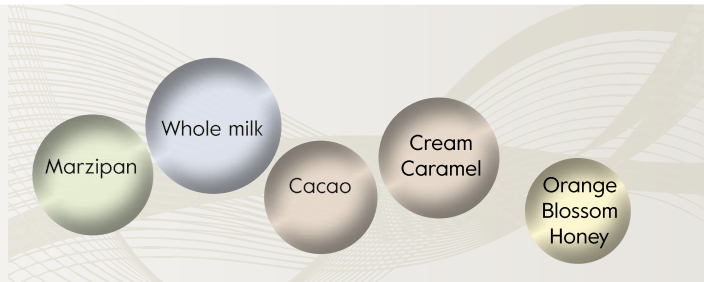 Marzipan
Whole milk
Cacao
Cream
Caramel
Orange
Blossom
Honey